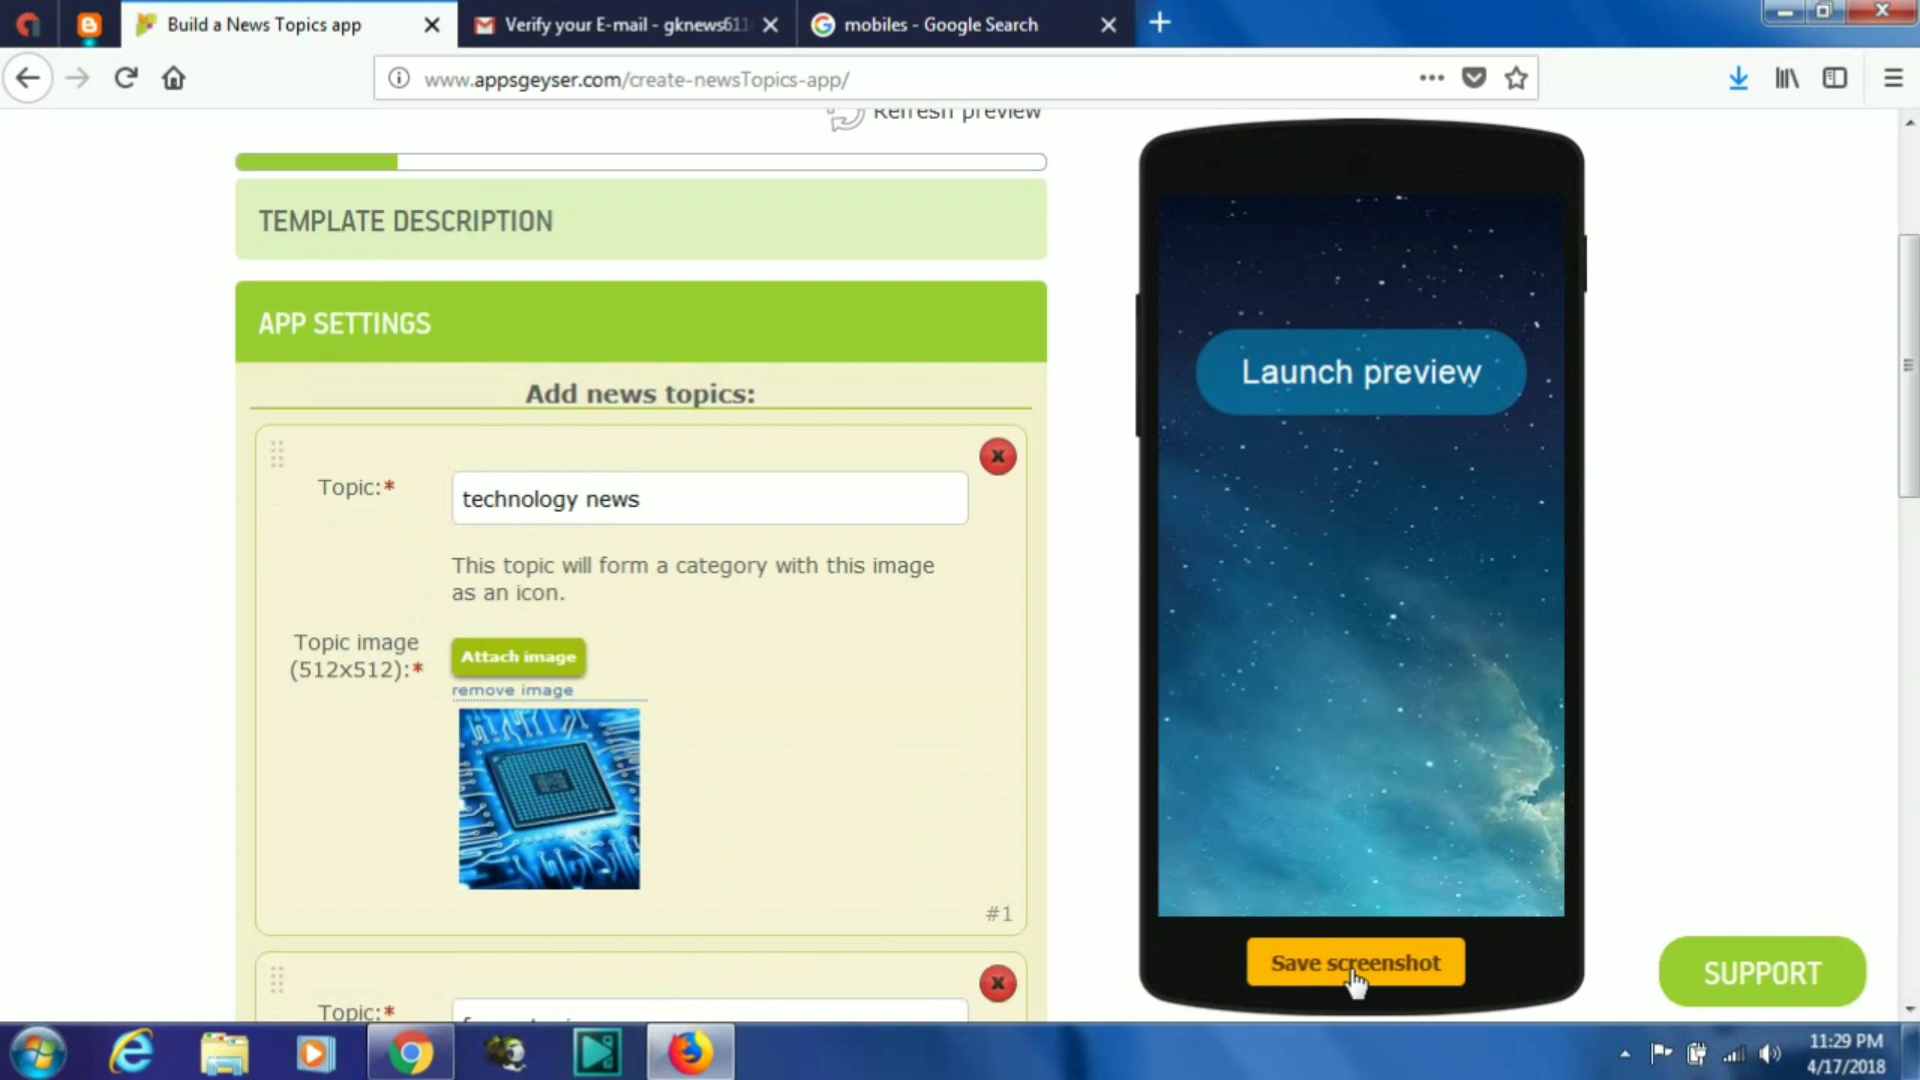 Build a News Topics app
Verify your E-mail - gknews611
mobiles - Google Search
www.appsgeyser.com/create-newsTopics-app/
Refresh preview
TEMPLATE DESCRIPTION
APP SETTINGS
Add news topics:
Topic:*
technology news
This topic will form a category with this image
as an icon.
Topic image
(512x512):*
Attach image
remove image
#1
Topic:*
Launch preview
Save screenshot
SUPPORT
11:29 PM
4/17/2018